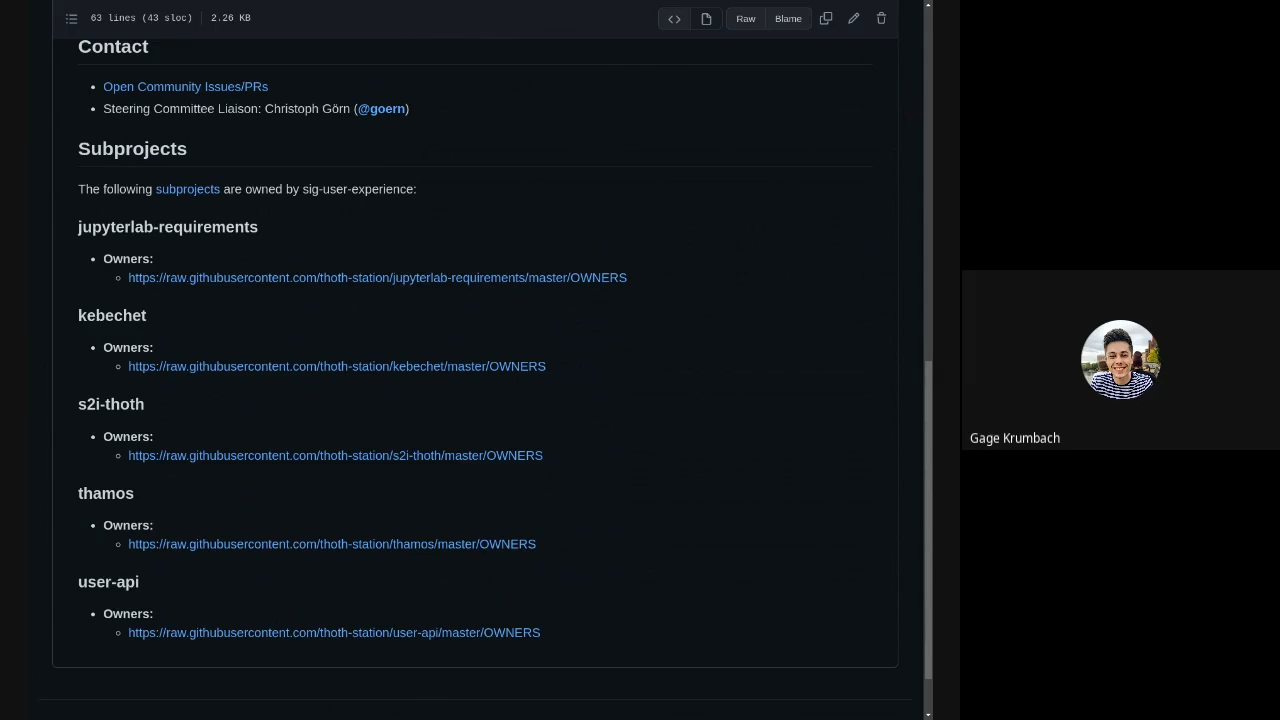 63 lines (43 sloc) 2.26 KB Raw Blame
Contact
Open Community Issues/PRs
Steering Committee Liaison: Christoph Görn (@goern)
Subprojects
The following subprojects are owned by sig-user-experience:
jupyterlab-requirements
Owners:
https://raw.githubusercontent.com/thoth-station/jupyterlab-requirements/master/OWNERS
kebechet
Owners:
https://raw.githubusercontent.com/thoth-station/kebechet/master/OWNERS
s2i-thoth
Owners:
https://raw.githubusercontent.com/thoth-station/s2i-thoth/master/OWNERS
thamos
Owners:
https://raw.githubusercontent.com/thoth-station/thamos/master/OWNERS
user-api
Owners:
https://raw.githubusercontent.com/thoth-station/user-api/master/OWNERS
Gage Krumbach